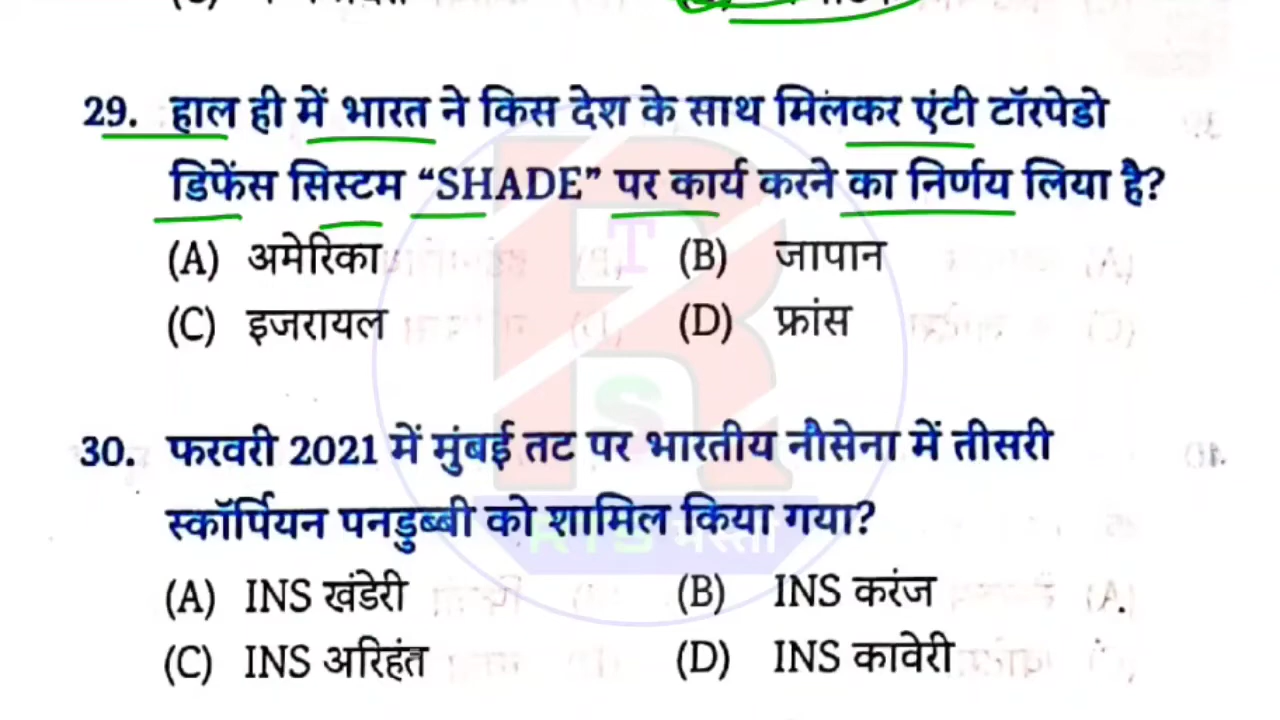 29. हाल ही में भारत ने किस देश के साथ मिलकर एंटी टॉरपेडो
डिफेंस सिस्टम “SHADE” पर कार्य करने का निर्णय लिया है?
(A) अमेरिका (B) जापान
(C) इजरायल (D) फ्रांस
30. फरवरी 2021 में मुंबई तट पर भारतीय नौसेना में तीसरी
स्कॉर्पियन पनडुब्बी को शामिल किया गया?
(A) INS खंडेरी (B) INS करंज
(C) INS अरिहंत (D) INS कावेरी